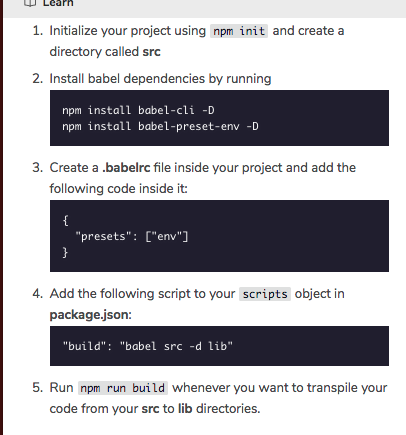 Learn
1. Initialize your project using npm init and create a
directory called src
2. Install babel dependencies by running
npm install babel-cli -D
npm install babel-preset-env -D
3. Create a .babelrc file inside your project and add the
following code inside it:
{
"presets": ["env"]
}
4. Add the following script to your scripts object in
package.json:
"build": "babel src -d lib"
5. Run npm run build whenever you want to transpile your
code from your src to lib directories.